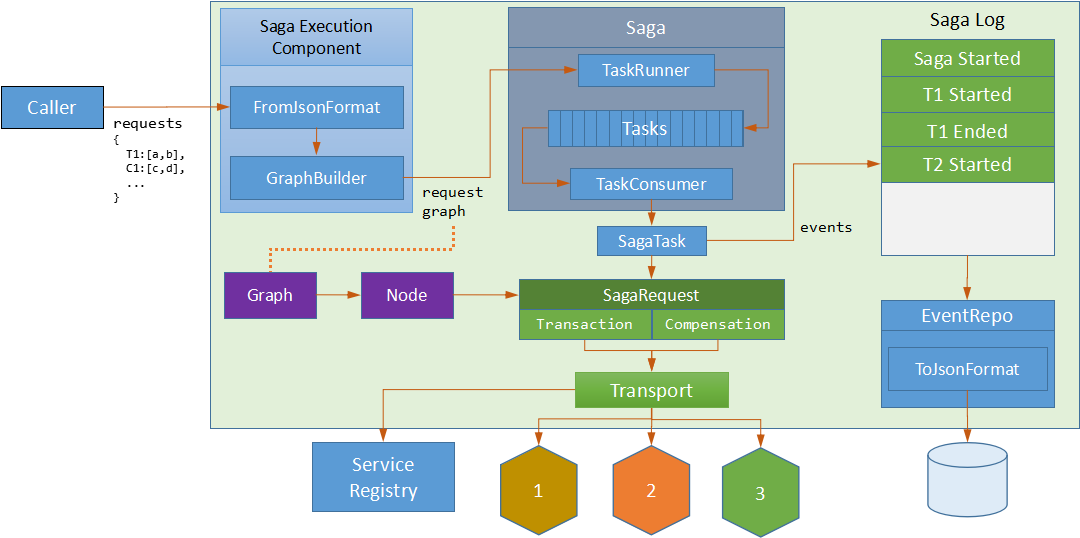 Caller
requests
{
T1:[a,b],
C1:[c,d],
...
}
Saga Execution
Component
FromJsonFormat
GraphBuilder
request
graph
Saga
TaskRunner
Tasks
TaskConsumer
SagaTask
events
Saga Log
Saga Started
T1 Started
T1 Ended
T2 Started
Graph
Node
SagaRequest
Transaction
Compensation
Transport
EventRepo
ToJsonFormat
Service
Registry
1
2
3